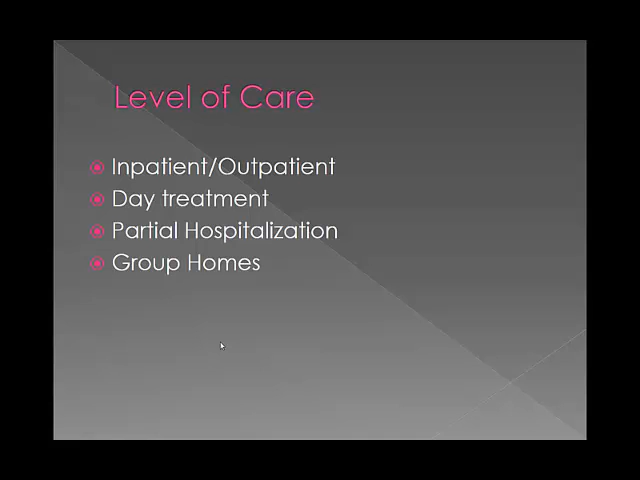 Level of Care
Inpatient/Outpatient
Day treatment
Partial Hospitalization
Group Homes